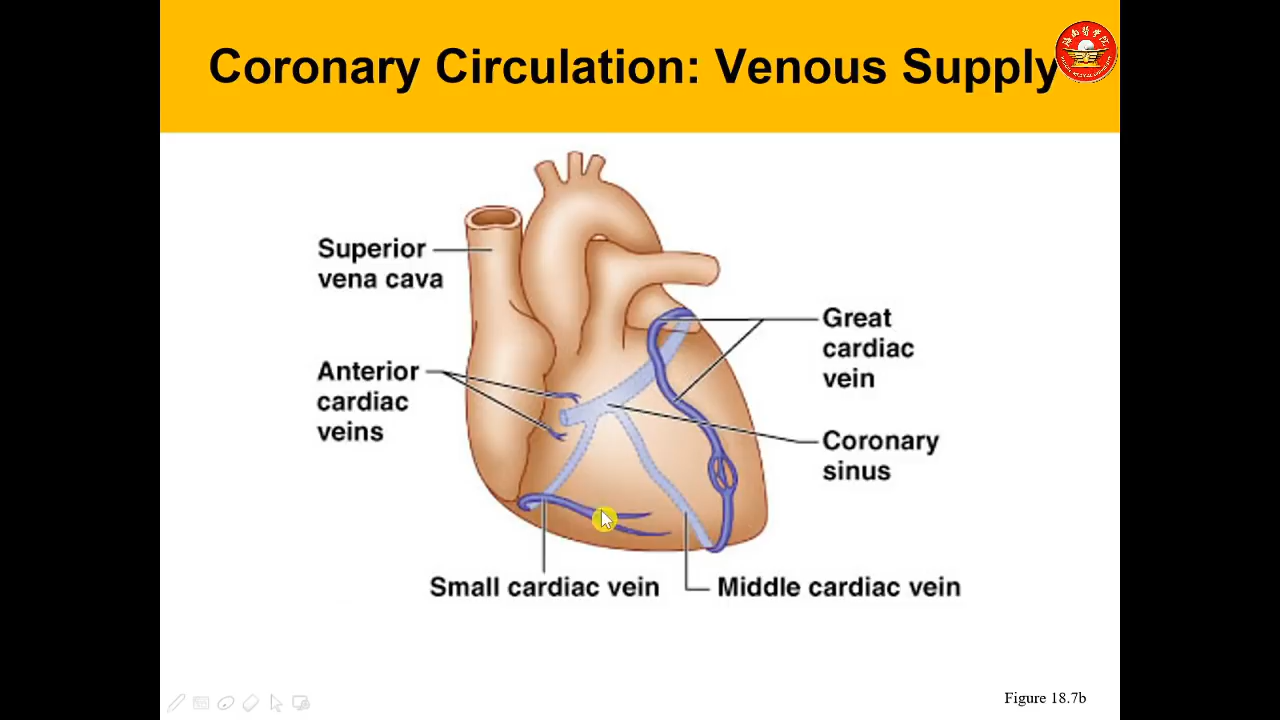 Coronary Circulation: Venous Supply
Superior
vena cava
Anterior
cardiac
veins
Great
cardiac
vein
Coronary
sinus
Small cardiac vein
Middle cardiac vein
Figure 18.7b